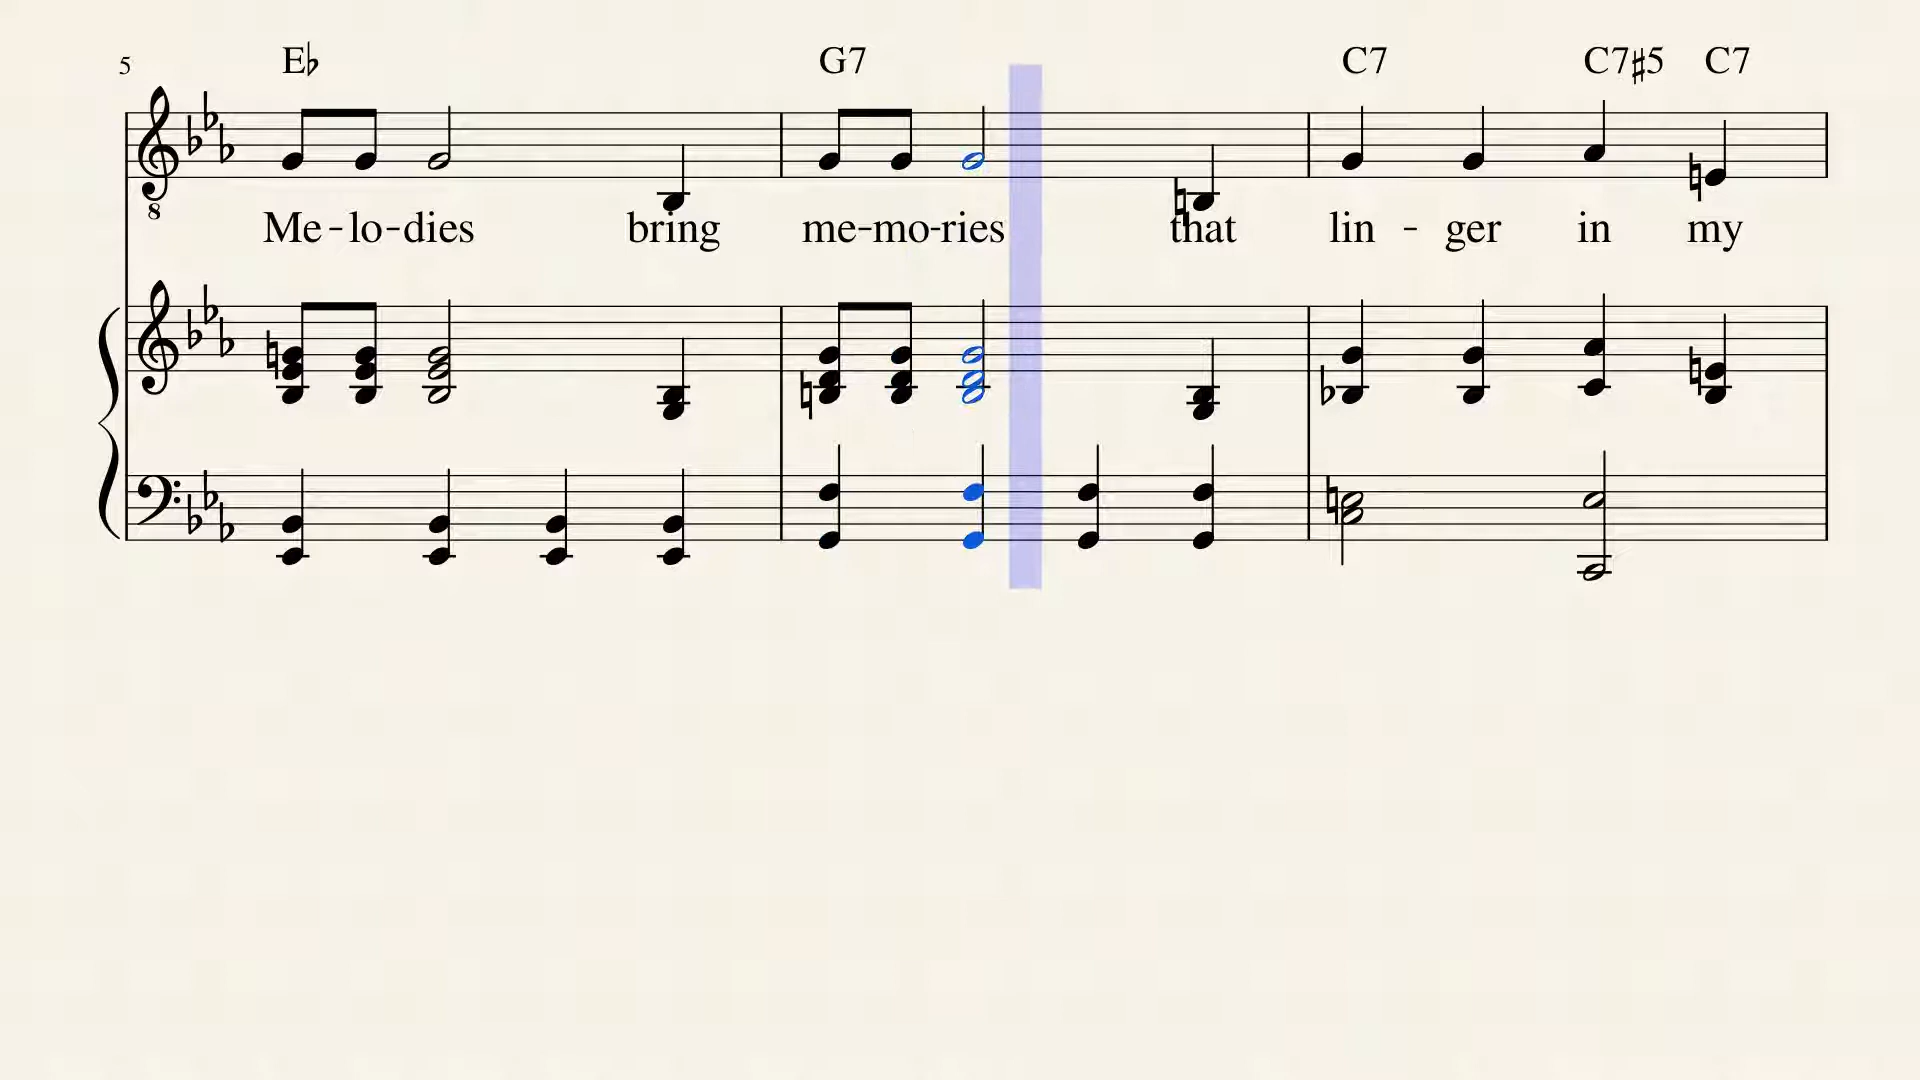 5 E♭ G7 C7 C7♯5 C7
8
Me-lo-dies bring me-mo-ries that lin - ger in my